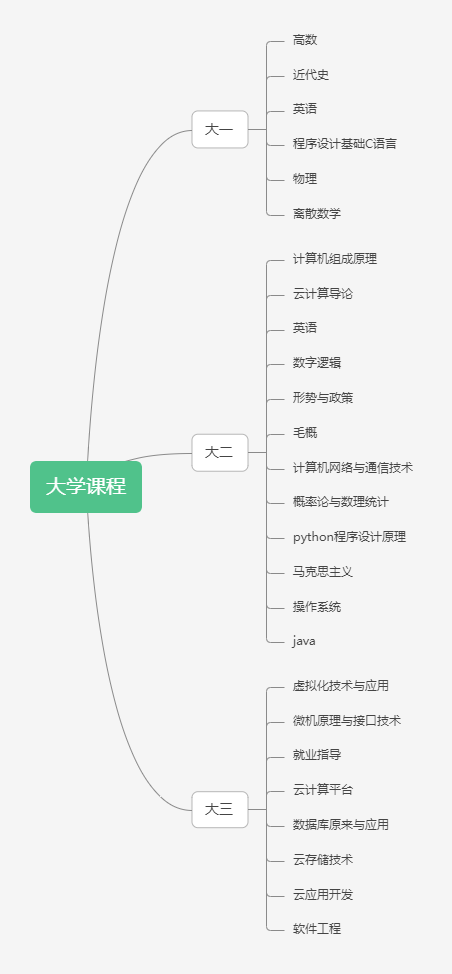 大学课程
大一
高数
近代史
英语
程序设计基础C语言
物理
离散数学
大二
计算机组成原理
云计算导论
英语
数字逻辑
形势与政策
毛概
计算机网络与通信技术
概率论与数理统计
python程序设计原理
马克思主义
操作系统
java
大三
虚拟化技术与应用
微机原理与接口技术
就业指导
云计算平台
数据库原来与应用
云存储技术
云应用开发
软件工程